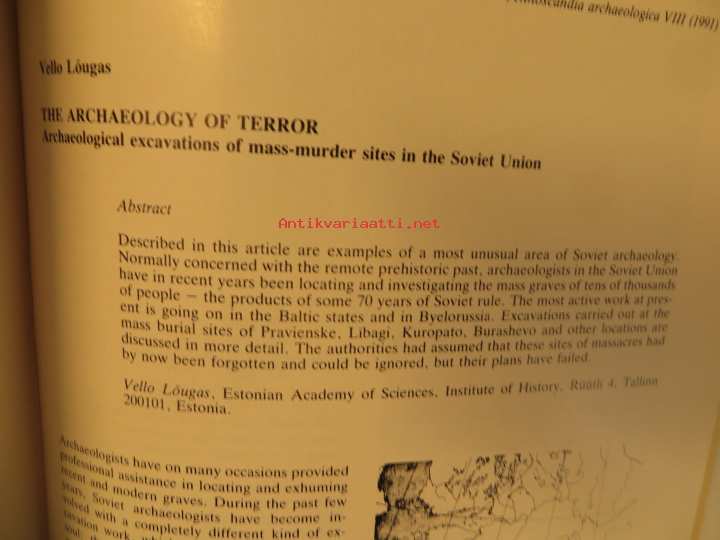 Fennoscandia archaeologica VIII (1991)
Vello Lõugas
THE ARCHAEOLOGY OF TERROR
Archaeological excavations of mass-murder sites in the Soviet Union
Abstract
Antikvariaatti.net
Described in this article are examples of a most unusual area of Soviet archaeology.
Normally concerned with the remote prehistoric past, archaeologists in the Soviet Union
have in recent years been locating and investigating the mass graves of tens of thousands
of people – the products of some 70 years of Soviet rule. The most active work at pres-
ent is going on in the Baltic states and in Byelorussia. Excavations carried out at the
mass burial sites of Pravienske, Libagi, Kuropato, Burashevo and other locations are
discussed in more detail. The authorities had assumed that these sites of massacres had
by now been forgotten and could be ignored, but their plans have failed.
Vello Lõugas, Estonian Academy of Sciences, Institute of History, Rüütli 4, Tallinn
200101, Estonia.
Archaeologists have on many occasions provided
professional assistance in locating and exhuming
recent and modern graves. During the past few
years, Soviet archaeologists have become in-
volved with a completely different kind of ex-
cavation work, which